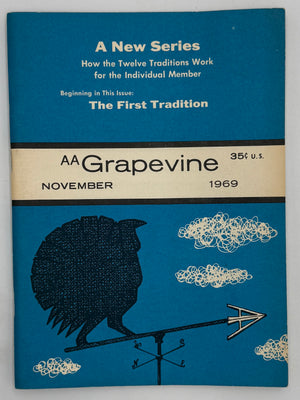 A New Series
How the Twelve Traditions Work
for the Individual Member
Beginning in This Issue:
The First Tradition
AA Grapevine 35¢ U.S.
NOVEMBER 1969